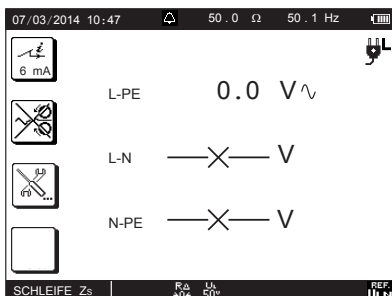 07/03/2014 10:47 50.0 Ω 50.1 Hz
L
6 mA
L-PE 0.0 V
L-N V
...
N-PE V
SCHLEIFE Zs